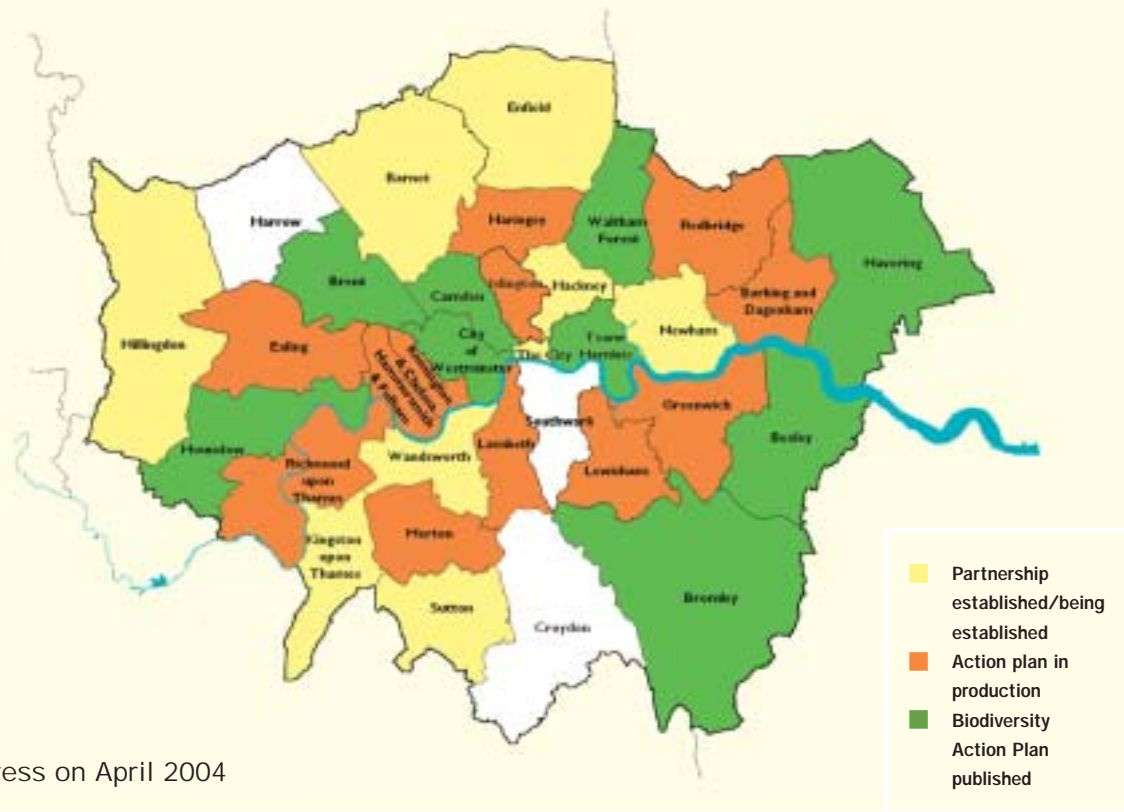 Enfield
Barnet
Harrow
Haringey
Waltham
Forest
Redbridge
Havering
Brent
Camden
Islington
Hackney
Barking and
Dagenham
Hillingdon
Ealing
City
of
Westminster
The City
Tower
Hamlets
Newham
Kensington
& Chelsea
Hammersmith
& Fulham
Hounslow
Richmond
upon
Thames
Wandsworth
Lambeth
Southwark
Lewisham
Greenwich
Bexley
Kingston
upon
Thames
Merton
Sutton
Croydon
Bromley
Partnership
established/being
established
Action plan in
production
Biodiversity
Action Plan
published
ress on April 2004